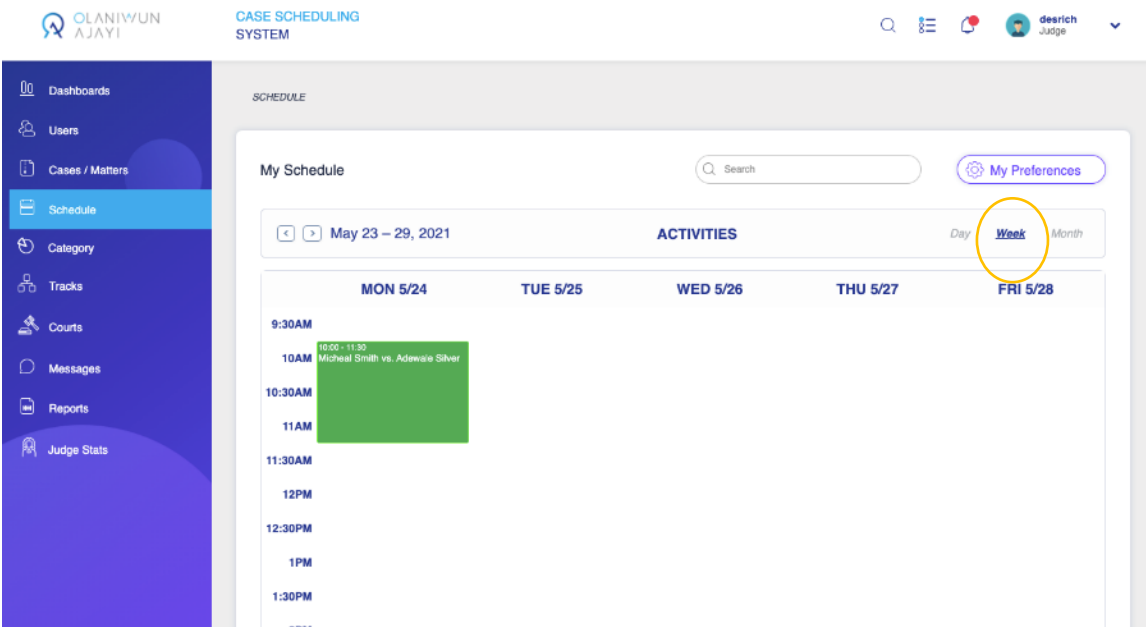 OLANIWUN
AJAYI
CASE SCHEDULING
SYSTEM
desrich
Judge
Dashboards
Users
Cases / Matters
Schedule
Category
Tracks
Courts
Messages
Reports
Judge Stats
SCHEDULE
My Schedule
Search
My Preferences
May 23 – 29, 2021
ACTIVITIES
Day Week Month
MON 5/24 TUE 5/25 WED 5/26 THU 5/27 FRI 5/28
9:30AM
10:00 - 11:30
10AM Micheal Smith vs. Adewale Silver
10:30AM
11AM
11:30AM
12PM
12:30PM
1PM
1:30PM